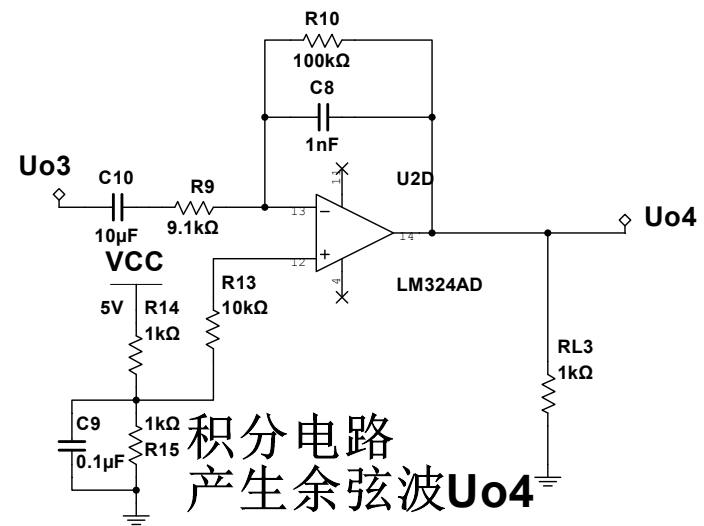 R10
100kΩ
C8
1nF
Uo3
C10
10μF
R9
9.1kΩ
11
U2D
13
14
12
4
Uo4
LM324AD
VCC
5V
R14
1kΩ
R13
10kΩ
RL3
1kΩ
C9
0.1μF
1kΩ
R15
积分电路
产生余弦波Uo4